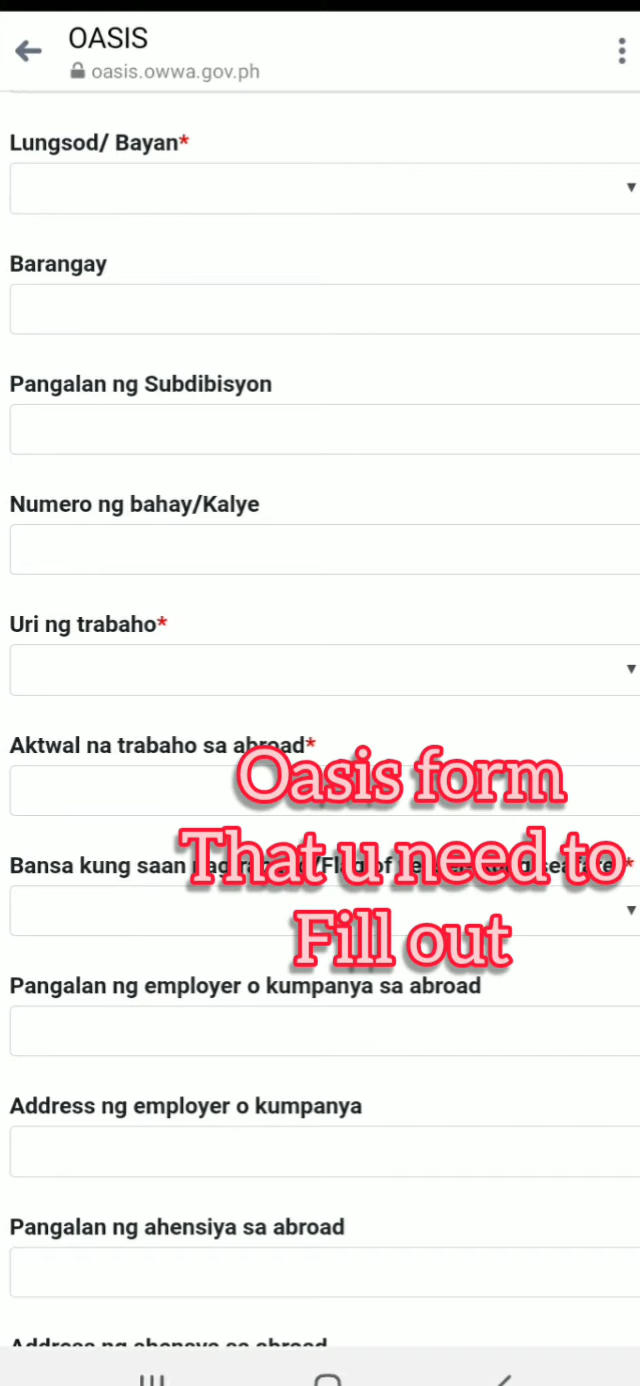 OASIS
oasis.owwa.gov.ph
Lungsod/ Bayan*
Barangay
Pangalan ng Subdibisyon
Numero ng bahay/Kalye
Uri ng trabaho*
Aktwal na trabaho sa abroad*
Oasis form
That u need to
Bansa kung saan *
Fill out
Pangalan ng employer o kumpanya sa abroad
Address ng employer o kumpanya
Pangalan ng ahensiya sa abroad